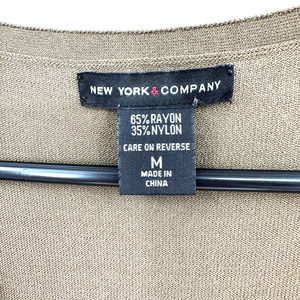 NEW YORK & COMPANY
65% RAYON
35% NYLON
CARE ON REVERSE
M
MADE IN
CHINA